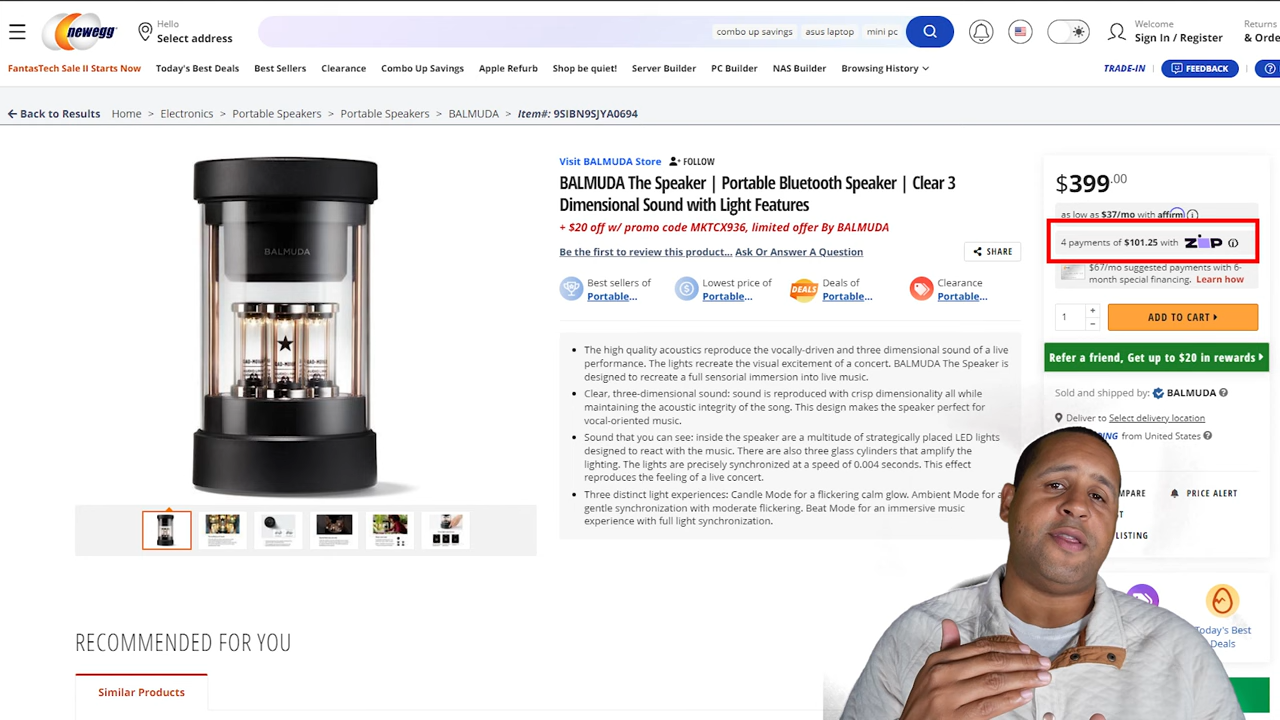 newegg
Hello
Select address
combo up savings
asus laptop
mini pc
Welcome
Sign In / Register
Returns
& Orde
FantasTech Sale II Starts Now
Today's Best Deals
Best Sellers
Clearance
Combo Up Savings
Apple Refurb
Shop be quiet!
Server Builder
PC Builder
NAS Builder
Browsing History
TRADE-IN
FEEDBACK
Back to Results
Home > Electronics > Portable Speakers > Portable Speakers > BALMUDA > Item#: 9SIBN9SJYA0694
BALMUDA
Visit BALMUDA Store
FOLLOW
BALMUDA The Speaker | Portable Bluetooth Speaker | Clear 3
Dimensional Sound with Light Features
+ $20 off w/ promo code MKTCX936, limited offer By BALMUDA
Be the first to review this product... Ask Or Answer A Question
SHARE
Best sellers of
Portable...
Lowest price of
Portable...
DEALS
Deals of
Portable...
Clearance
Portable...
The high quality acoustics reproduce the vocally-driven and three dimensional sound of a live
performance. The lights recreate the visual excitement of a concert. BALMUDA The Speaker is
designed to recreate a full sensorial immersion into live music.
Clear, three-dimensional sound: sound is reproduced with crisp dimensionality all while
maintaining the acoustic integrity of the song. This design makes the speaker perfect for
vocal-oriented music.
Sound that you can see: inside the speaker are a multitude of strategically placed LED lights
designed to react with the music. There are also three glass cylinders that amplify the
lighting. The lights are precisely synchronized at a speed of 0.004 seconds. This effect
reproduces the feeling of a live concert.
Three distinct light experiences: Candle Mode for a flickering calm glow. Ambient Mode for a
gentle synchronization with moderate flickering. Beat Mode for an immersive music
experience with full light synchronization.
$399.00
as low as $37/mo with affirm
4 payments of $101.25 with ZIP
$67/mo suggested payments with 6-
month special financing. Learn how
1
+
−
ADD TO CART
Refer a friend, Get up to $20 in rewards
Sold and shipped by: BALMUDA
Deliver to Select delivery location
ING from United States
MPARE
PRICE ALERT
T
LISTING
Today's Best
Deals
RECOMMENDED FOR YOU
Similar Products